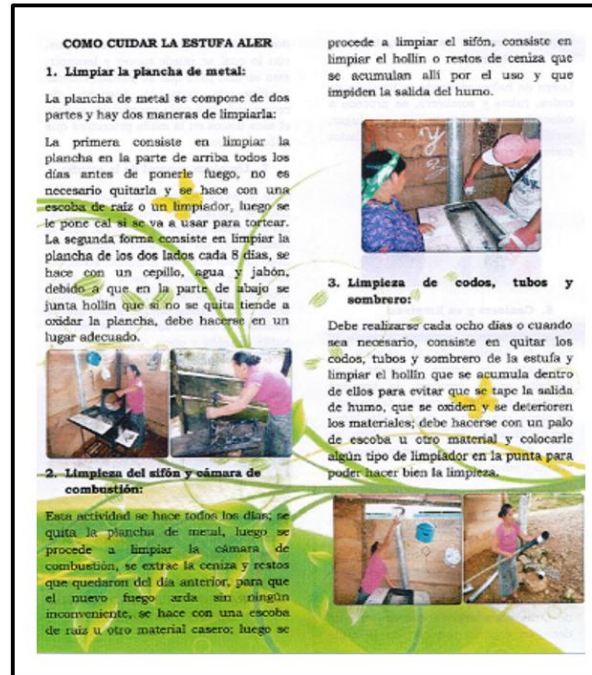 COMO CUIDAR LA ESTUFA ALER
1. Limpiar la plancha de metal:
La plancha de metal se compone de dos
partes y hay dos maneras de limpiarla:
La primera consiste en limpiar la
plancha en la parte de arriba todos los
días antes de ponerle fuego, no es
necesario quitarla y se hace con una
escoba de raíz o un limpiador, luego se
le pone cal si se va a usar para tortear.
La segunda forma consiste en limpiar la
plancha de los dos lados cada 8 días, se
hace con un cepillo, agua y jabón,
debido a que en la parte de abajo se
junta hollín que si no se quita tiende a
oxidar la plancha, debe hacerse en un
lugar adecuado.
2. Limpieza del sifón y cámara de
combustión:
Esta actividad se hace todos los días; se
quita la plancha de metal, luego se
procede a limpiar la cámara de
combustión, se extrae la ceniza y restos
que quedaron del día anterior, para que
el nuevo fuego arda sin ningún
inconveniente, se hace con una escoba
de raíz u otro material casero; luego se
procede a limpiar el sifón, consiste en
limpiar el hollín o restos de ceniza que
se acumulan allí por el uso y que
impiden la salida del humo.
3. Limpieza de codos, tubos y
sombrero:
Debe realizarse cada ocho días o cuando
sea necesario, consiste en quitar los
codos, tubos y sombrero de la estufa y
limpiar el hollín que se acumula dentro
de ellos para evitar que se tape la salida
de humo, que se oxiden y se deterioren
los materiales; debe hacerse con un palo
de escoba u otro material y colocarle
algún tipo de limpiador en la punta para
poder hacer bien la limpieza.